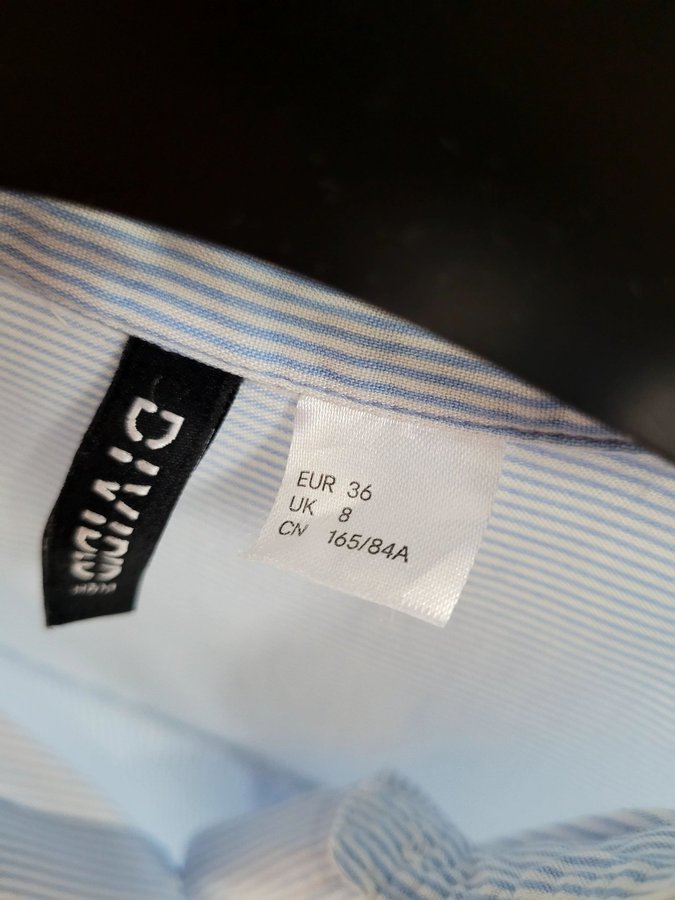 DIVIDED
H&M
EUR 36
UK 8
CN 165/84A